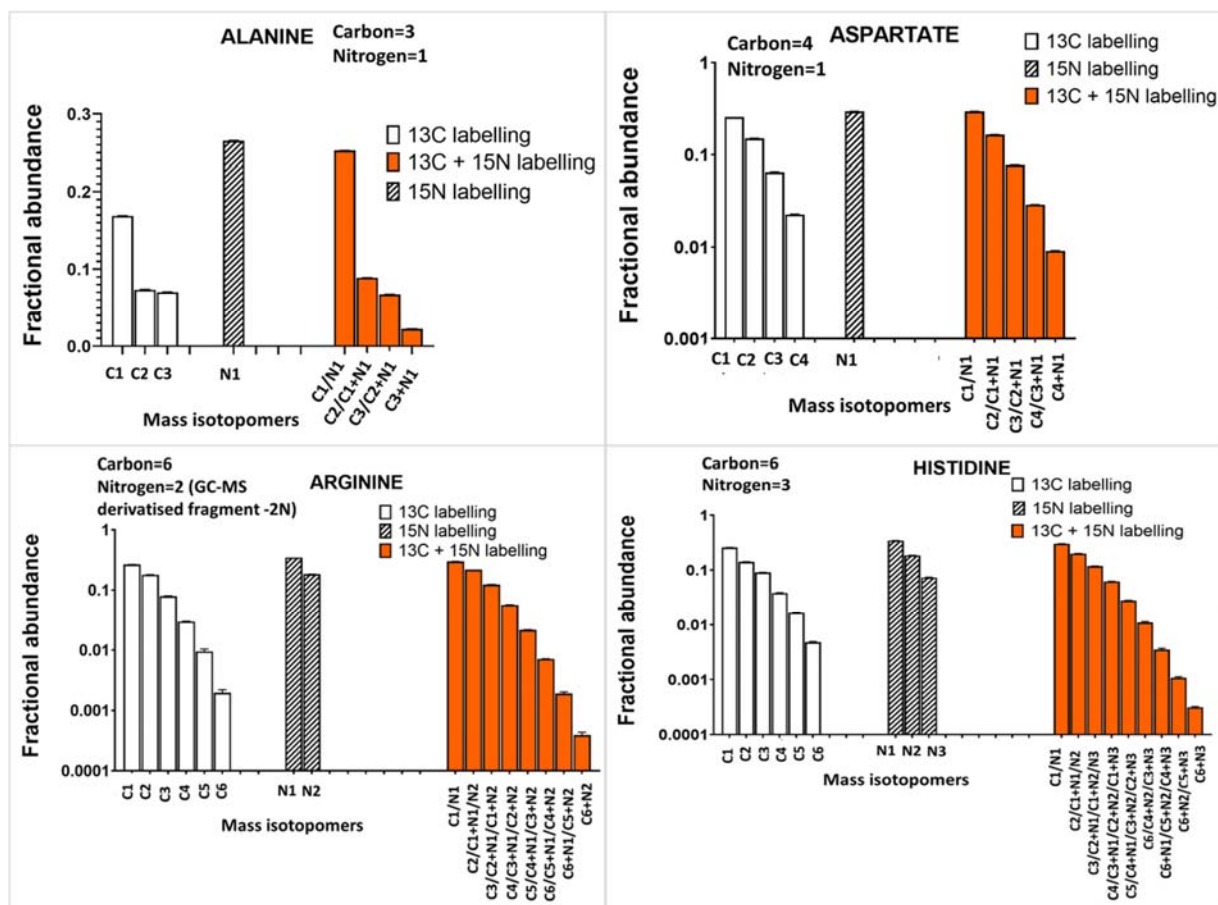 ALANINE
Carbon=3
Nitrogen=1
13C labelling
13C + 15N labelling
15N labelling
Fractional abundance
0.3
0.2
0.1
0.0
C1 C2 C3
N1
C1/N1
C2/C1+N1
C3/C2+N1
C3+N1
Mass isotopomers
ASPARTATE
Carbon=4
Nitrogen=1
13C labelling
15N labelling
13C + 15N labelling
Fractional abundance
1
0.1
0.01
0.001
C1 C2 C3 C4
N1
C1/N1
C2/C1+N1
C3/C2+N1
C4/C3+N1
C4+N1
Mass isotopomers
Carbon=6
Nitrogen=2 (GC-MS
derivatised fragment -2N)
ARGININE
13C labelling
15N labelling
13C + 15N labelling
Fractional abundance
1
0.1
0.01
0.001
0.0001
C1
C2
C3
C4
C5
C6
N1 N2
C1/N1
C2/C1+N1/N2
C3/C2+N1/C1+N2
C4/C3+N1/C2+N2
C5/C4+N1/C3+N2
C6/C5+N1/C4+N2
C6+N1/C5+N2
C6+N2
Mass isotopomers
Carbon=6
Nitrogen=3
HISTIDINE
13C labelling
15N labelling
13C + 15N labelling
Fractional abundance
1
0.1
0.01
0.001
0.0001
C1
C2
C3
C4
C5
C6
N1 N2 N3
C1/N1
C2/C1+N1/N2
C3/C2+N1/C1+N2/N3
C4/C3+N1/C2+N2/C1+N3
C5/C4+N1/C3+N2/C2+N3
C6/C4+N2/C3+N3
C6+N1/C5+N2/C4+N3
C6+N2/C5+N3
C6+N3
Mass isotopomers